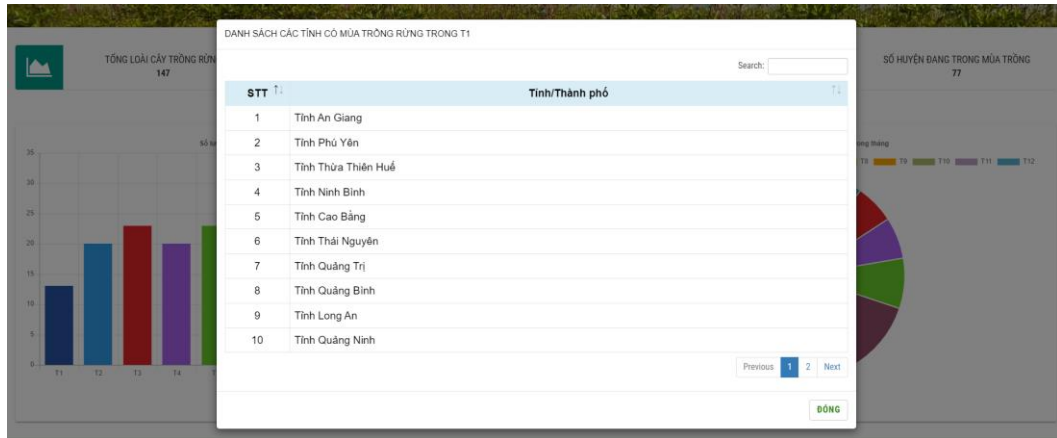 DANH SÁCH CÁC TỈNH CÓ MÙA TRỒNG RỪNG TRONG T1
TỔNG LOÀI CÂY TRỒNG RỪN
147
SỐ HUYỆN ĐANG TRONG MÙA TRỒNG
77
Search:
STT Tỉnh/Thành phố
1 Tỉnh An Giang
2 Tỉnh Phú Yên
3 Tỉnh Thừa Thiên Huế
4 Tỉnh Ninh Bình
5 Tỉnh Cao Bằng
6 Tỉnh Thái Nguyên
7 Tỉnh Quảng Trị
8 Tỉnh Quảng Bình
9 Tỉnh Long An
10 Tỉnh Quảng Ninh
Previous 1 2 Next
ĐÓNG
Số
ong tháng
T8 T9 T10 T11 T12
35
30
25
20
15
10
5
0
T1 T2 T3 T4